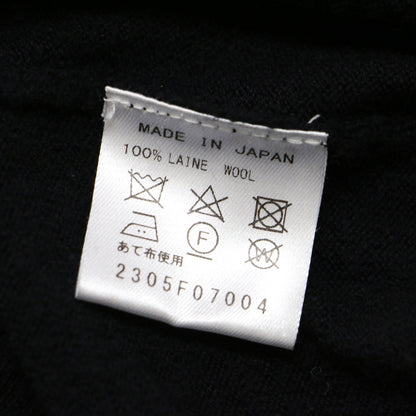 MADE IN JAPAN
100% LAINE WOOL
F
W
あて布使用
2305F07004